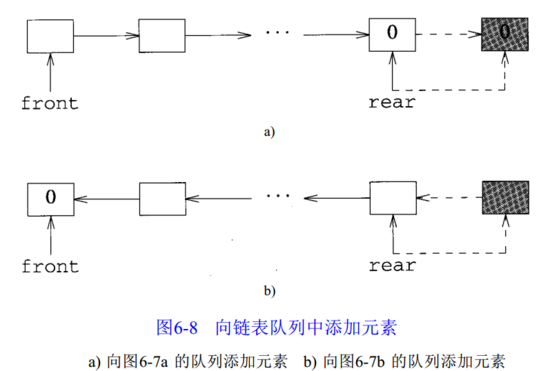 ··· 0 0
front rear
a)
0 ···
front rear
b)
图6-8 向链表队列中添加元素
a) 向图6-7a 的队列添加元素 b) 向图6-7b 的队列添加元素